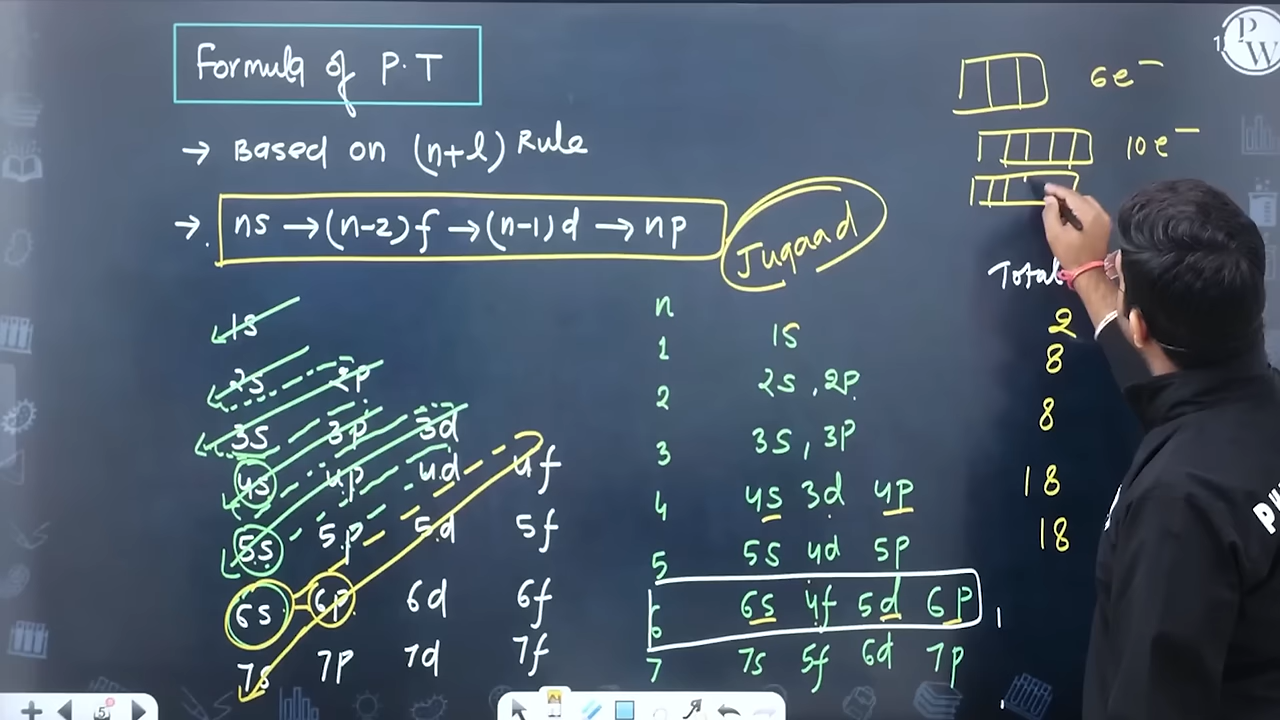 Formula of P.T
→ Based on (n+l) Rule
→ ns → (n-2)f → (n-1)d → np
Jugaad
1s
2s 2p
3s 3p 3d
4s 4p 4d 4f
5s 5p 5d 5f
6s 6p 6d 6f
7s 7p 7d 7f
n
1 1s
2 2s, 2p
3 3s, 3p
4 4s 3d 4p
5 5s 4d 5p
6 6s 4f 5d 6p
7 7s 5f 6d 7p
6e⁻
10e⁻
Total
2
8
8
18
18
PW